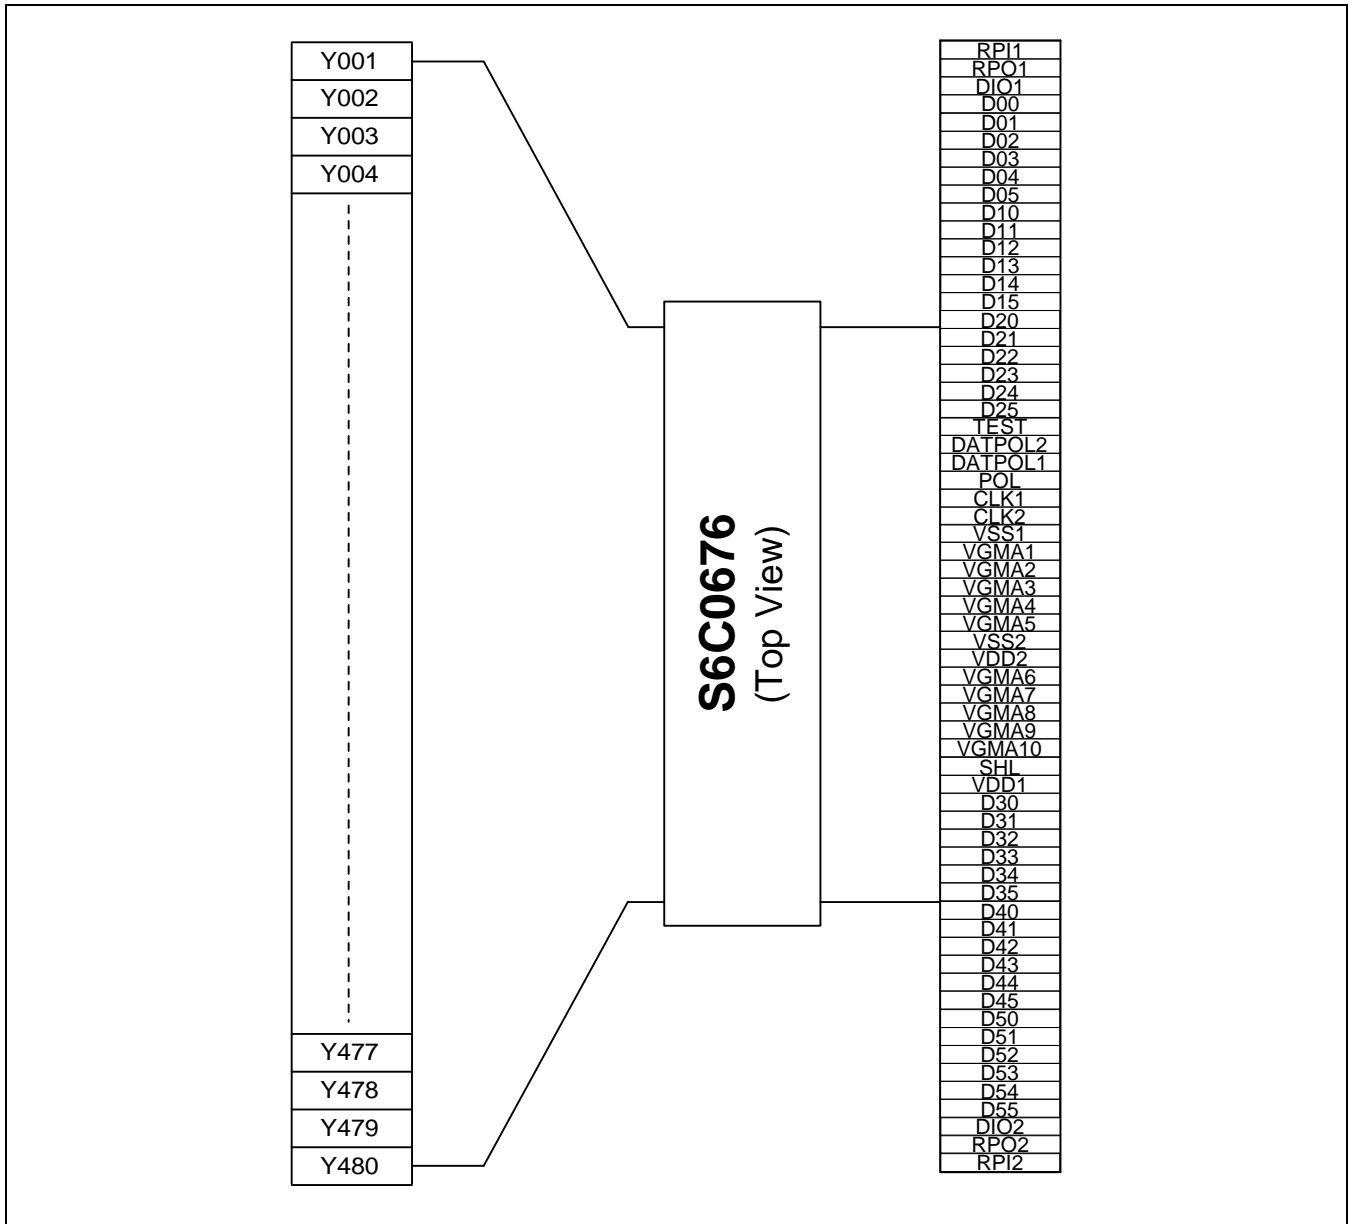 Y001
Y002
Y003
Y004
Y477
Y478
Y479
Y480
S6C0676
(Top View)
RPI1
RPO1
DIO1
D00
D01
D02
D03
D04
D05
D10
D11
D12
D13
D14
D15
D20
D21
D22
D23
D24
D25
TEST
DATPOL2
DATPOL1
POL
CLK1
CLK2
VSS1
VGMA1
VGMA2
VGMA3
VGMA4
VGMA5
VSS2
VDD2
VGMA6
VGMA7
VGMA8
VGMA9
VGMA10
SHL
VDD1
D30
D31
D32
D33
D34
D35
D40
D41
D42
D43
D44
D45
D50
D51
D52
D53
D54
D55
DIO2
RPO2
RPI2